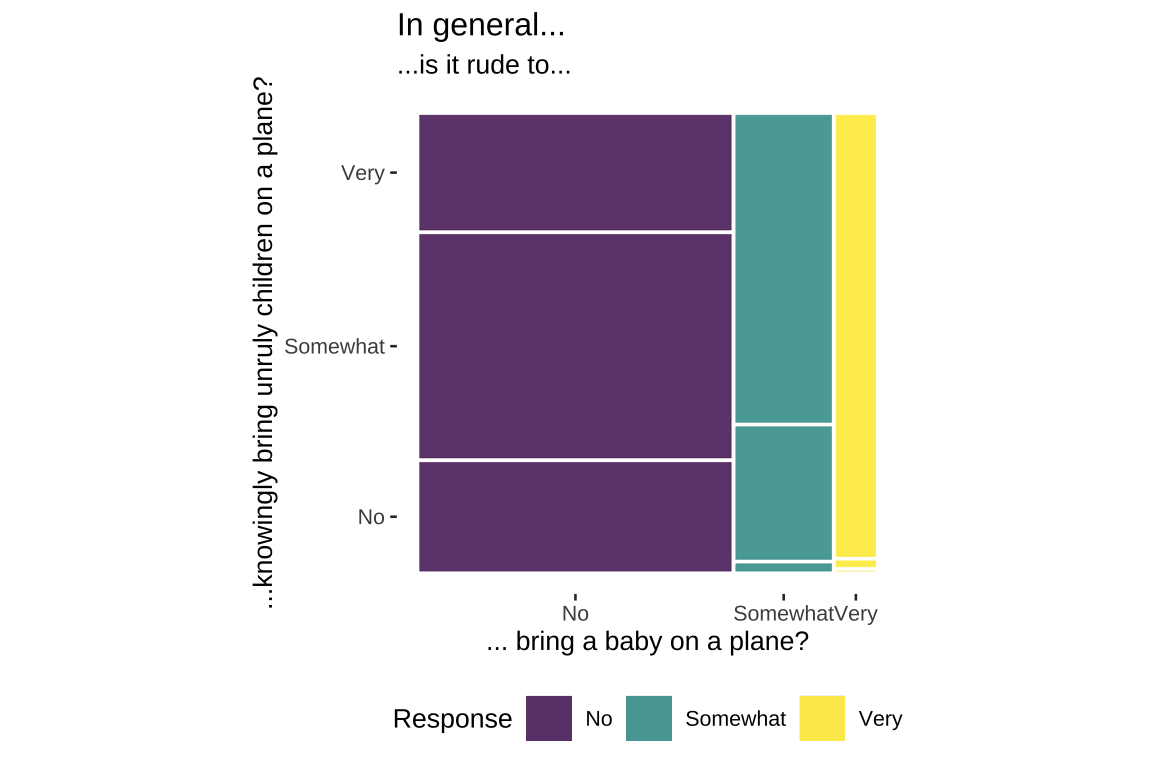 In general...
...is it rude to...
...knowingly bring unruly children on a plane?
Very
Somewhat
No
No
Somewhat
Very
... bring a baby on a plane?
Response
No
Somewhat
Very